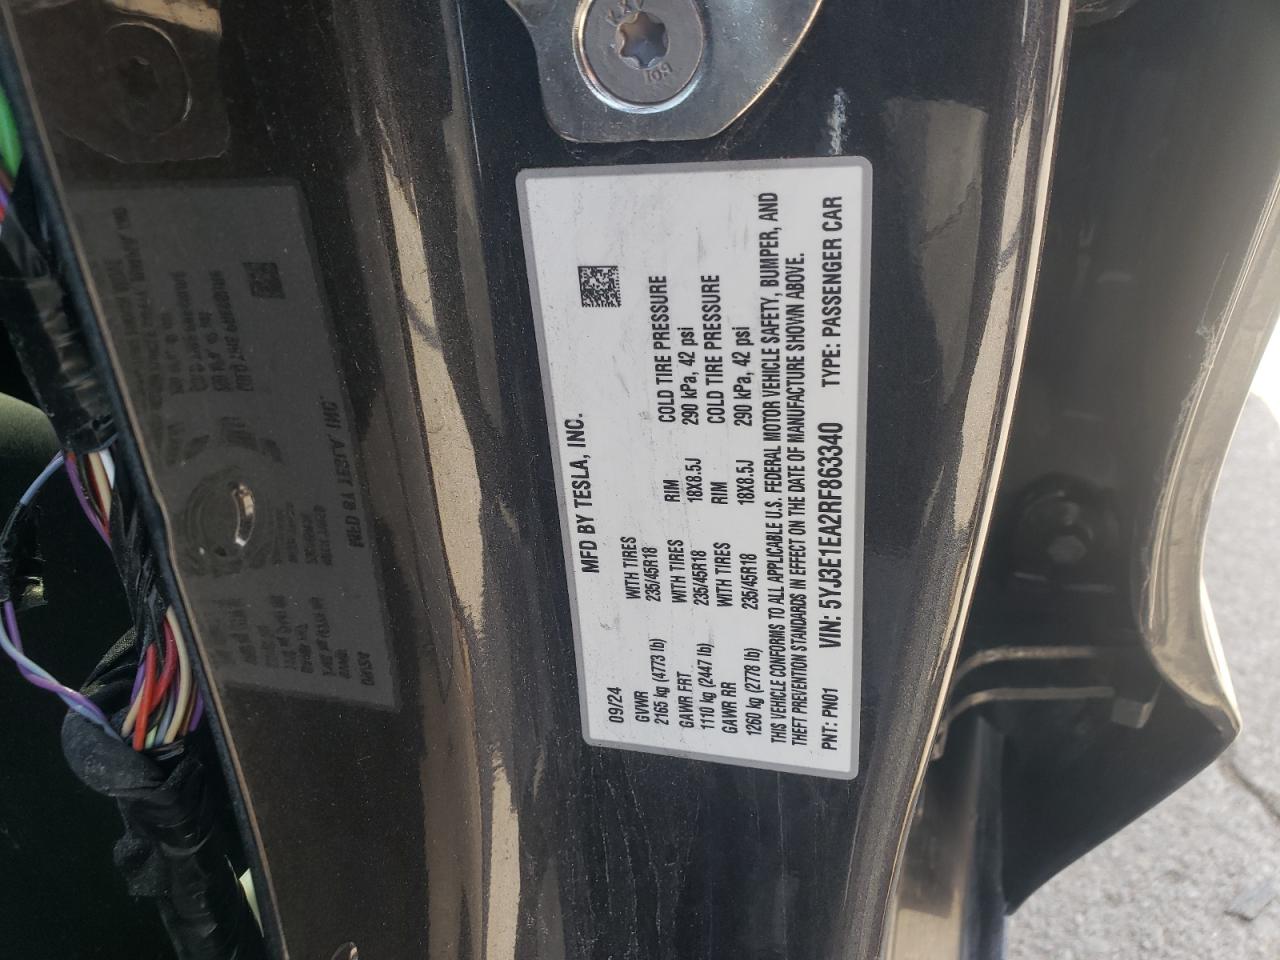 MFD BY TESLA, INC.
09/24
GVWR WITH TIRES RIM COLD TIRE PRESSURE
2165 kg (4773 lb) 235/45R18
GAWR FRT WITH TIRES RIM COLD TIRE PRESSURE
1110 kg (2447 lb) 235/45R18 18X8.5J 290 kPa, 42 psi
GAWR RR WITH TIRES RIM COLD TIRE PRESSURE
1260 kg (2778 lb) 235/45R18 18X8.5J 290 kPa, 42 psi
THIS VEHICLE CONFORMS TO ALL APPLICABLE U.S. FEDERAL MOTOR VEHICLE SAFETY, BUMPER, AND
THEFT PREVENTION STANDARDS IN EFFECT ON THE DATE OF MANUFACTURE SHOWN ABOVE.
PNT: PN01 VIN: 5YJ3E1EA2RF863340 TYPE: PASSENGER CAR